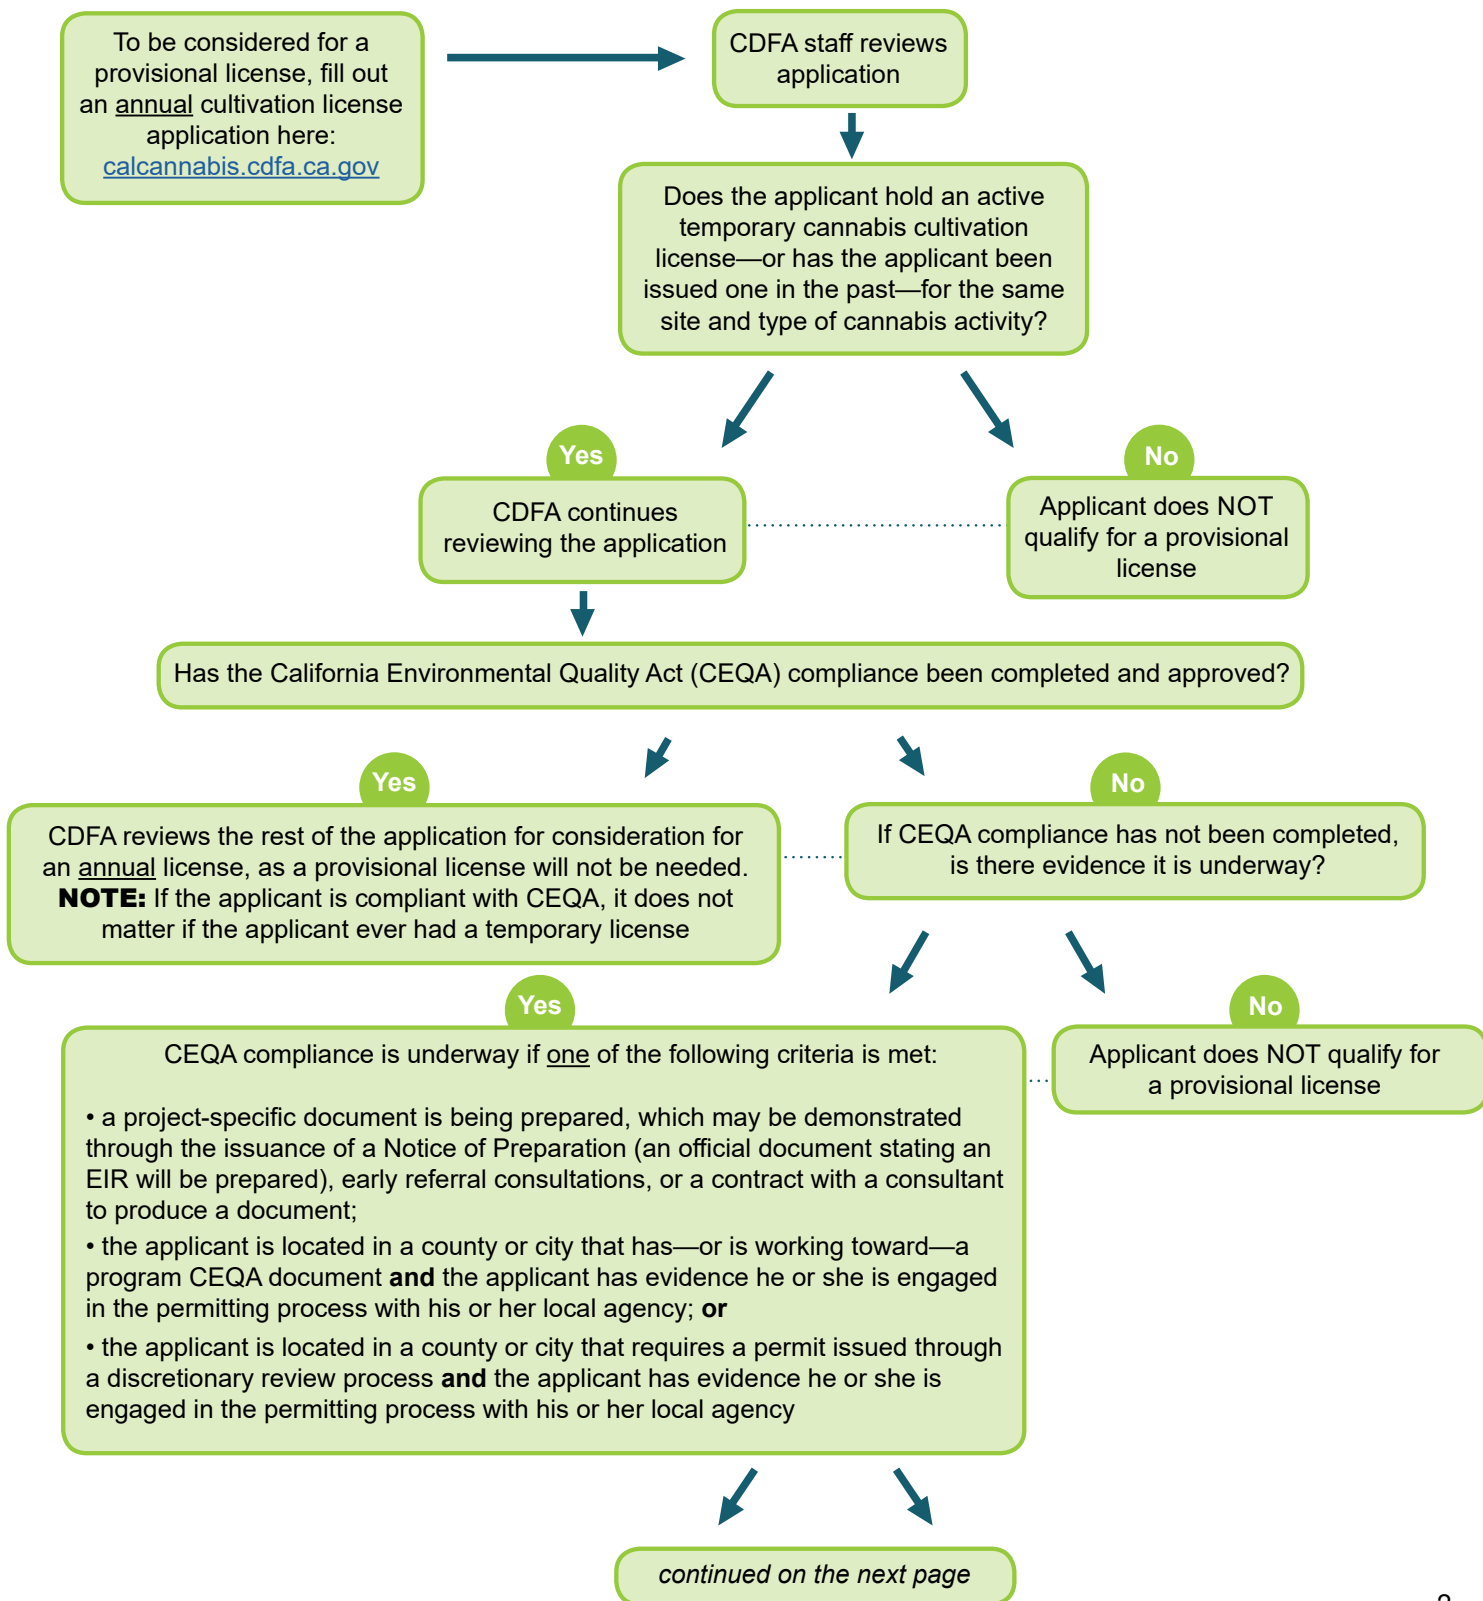 To be considered for a
provisional license, fill out
an annual cultivation license
application here:
calcannabis.cdfa.ca.gov
CDFA staff reviews
application
Does the applicant hold an active
temporary cannabis cultivation
license—or has the applicant been
issued one in the past—for the same
site and type of cannabis activity?
Yes
CDFA continues
reviewing the application
No
Applicant does NOT
qualify for a provisional
license
Has the California Environmental Quality Act (CEQA) compliance been completed and approved?
Yes
CDFA reviews the rest of the application for consideration for
an annual license, as a provisional license will not be needed.
NOTE: If the applicant is compliant with CEQA, it does not
matter if the applicant ever had a temporary license
No
If CEQA compliance has not been completed,
is there evidence it is underway?
Yes
CEQA compliance is underway if one of the following criteria is met:
• a project-specific document is being prepared, which may be demonstrated
through the issuance of a Notice of Preparation (an official document stating an
EIR will be prepared), early referral consultations, or a contract with a consultant
to produce a document;
• the applicant is located in a county or city that has—or is working toward—a
program CEQA document and the applicant has evidence he or she is engaged
in the permitting process with his or her local agency; or
• the applicant is located in a county or city that requires a permit issued through
a discretionary review process and the applicant has evidence he or she is
engaged in the permitting process with his or her local agency
No
Applicant does NOT qualify for
a provisional license
continued on the next page